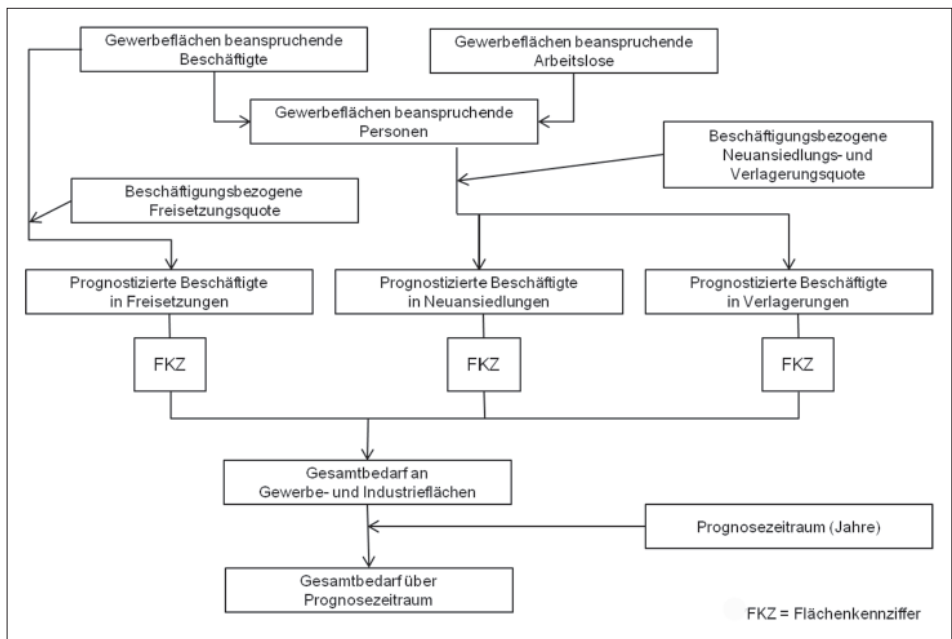 Gewerbeflächen beanspruchende
Beschäftigte
Gewerbeflächen beanspruchende
Arbeitslose
Gewerbeflächen beanspruchende
Personen
Beschäftigungsbezogene
Neuansiedlungs- und
Verlagerungsquote
Beschäftigungsbezogene
Freisetzungsquote
Prognostizierte Beschäftigte
in Freisetzungen
Prognostizierte Beschäftigte
in Neuansiedlungen
Prognostizierte Beschäftigte
in Verlagerungen
FKZ
FKZ
FKZ
Gesamtbedarf an
Gewerbe- und Industrieflächen
Prognosezeitraum (Jahre)
Gesamtbedarf über
Prognosezeitraum
FKZ = Flächenkennziffer